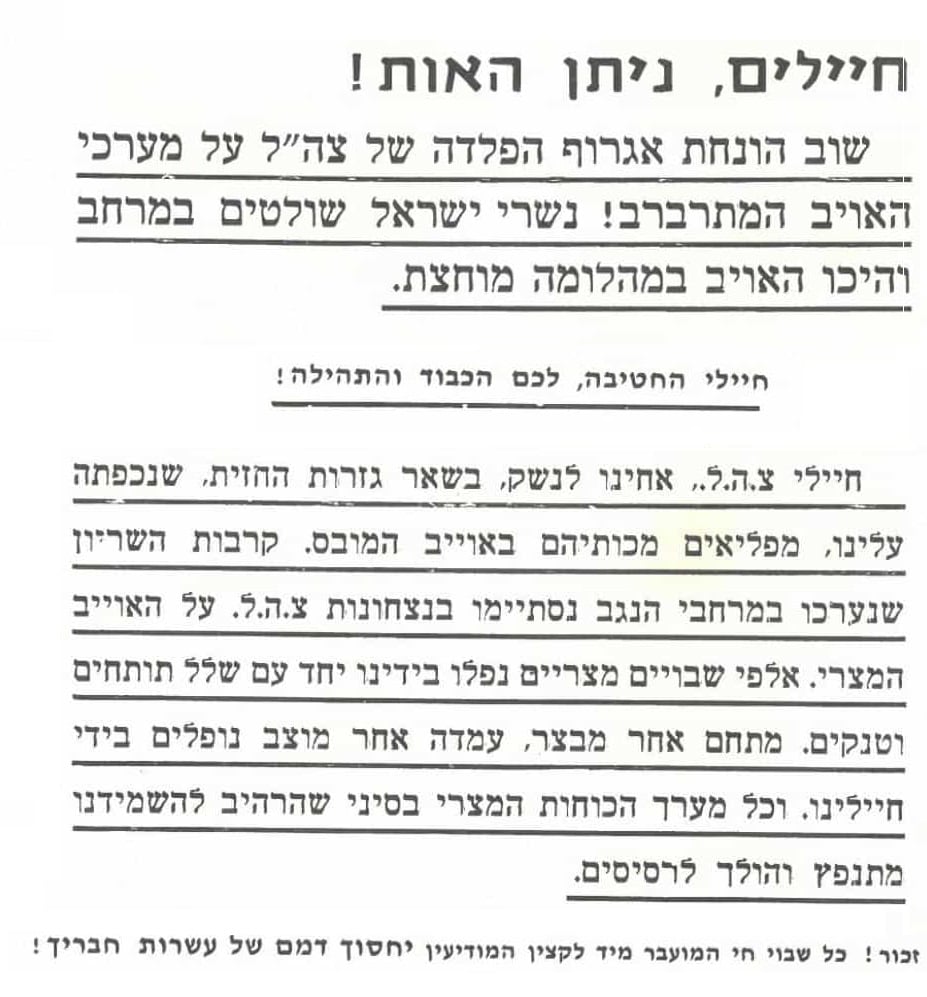 חיילים, ניתן האות!
שוב הונחת אגרוף הפלדה של צה״ל על מערכי
האויב המתרברב! נשרי ישראל שולטים במרחב
והיכו האויב במהלומה מוחצת.
חיילי החטיבה, לכם הכבוד והתהילה!
חיילי צ.ה.ל., אחינו לנשק, בשאר גזרות החזית, שנכפתה
עלינו, מפליאים מכותיהם באוייב המובס. קרבות השריון
שנערכו במרחבי הנגב נסתיימו בנצחונות צ.ה.ל. על האוייב
המצרי. אלפי שבויים מצריים נפלו בידינו יחד עם שלל תותחים
וטנקים. מתחם אחר מבצר, עמדה אחר מוצב נופלים בידי
חיילינו. וכל מערך הכוחות המצרי בסיני שהרהיב להשמידנו
מתנפץ והולך לרסיסים.
זכור! כל שבוי חי המועבר מיד לקצין המודיעין יחסוך דמם של עשרות חבריך!